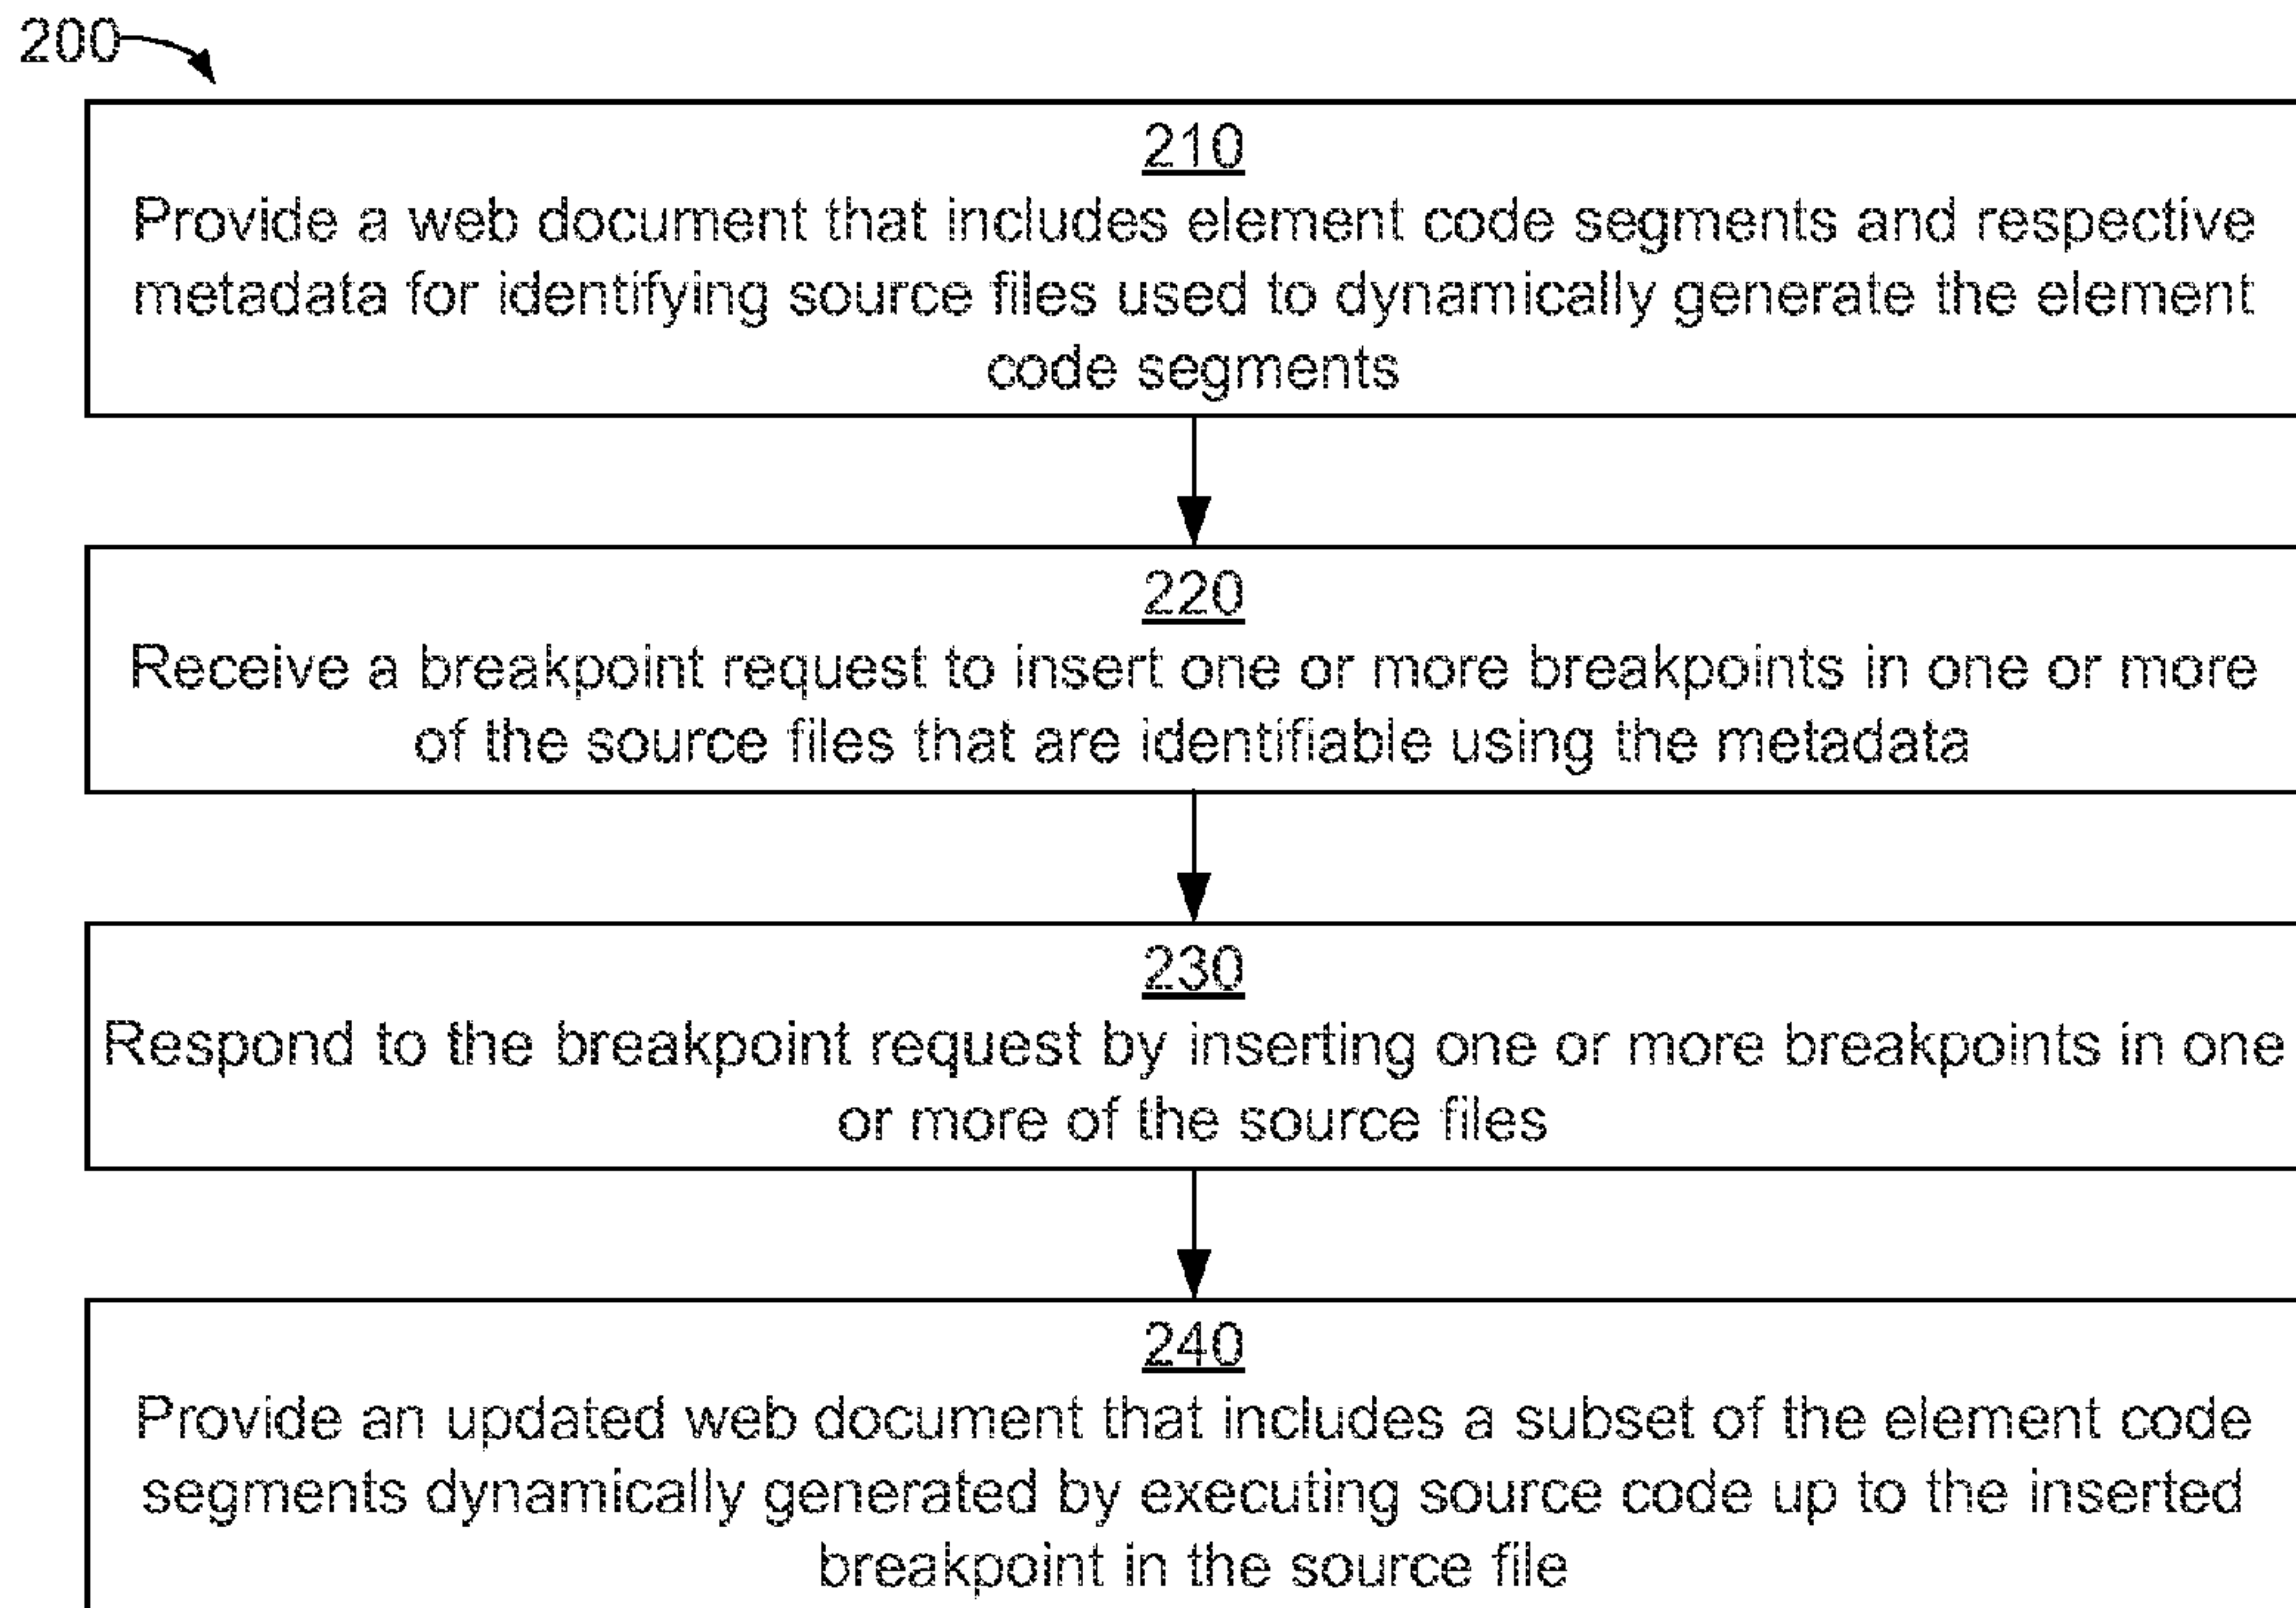 200
210
Provide a web document that includes element code segments and respective
metadata for identifying source files used to dynamically generate the element
code segments
220
Receive a breakpoint request to insert one or more breakpoints in one or more
of the source files that are identifiable using the metadata
230
Respond to the breakpoint request by inserting one or more breakpoints in one
or more of the source files
240
Provide an updated web document that includes a subset of the element code
segments dynamically generated by executing source code up to the inserted
breakpoint in the source file